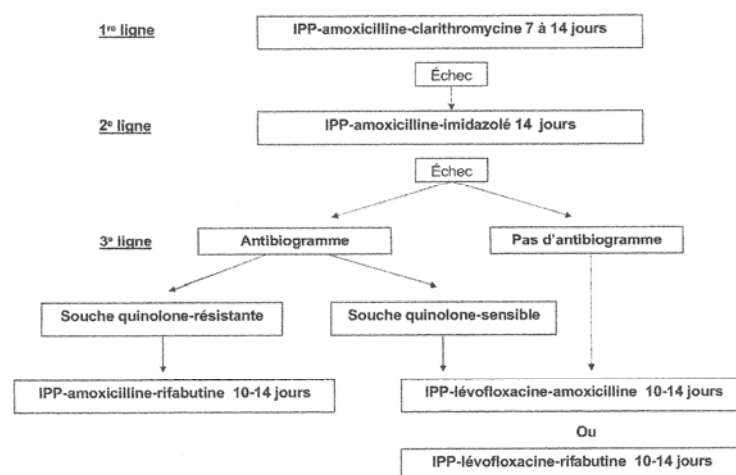 1re ligne
IPP-amoxicilline-clarithromycine 7 à 14 jours
Échec
2e ligne
IPP-amoxicilline-imidazolé 14 jours
Échec
3e ligne
Antibiogramme
Pas d'antibiogramme
Souche quinolone-résistante
Souche quinolone-sensible
IPP-amoxicilline-rifabutine 10-14 jours
IPP-lévofloxacine-amoxicilline 10-14 jours
Ou
IPP-lévofloxacine-rifabutine 10-14 jours